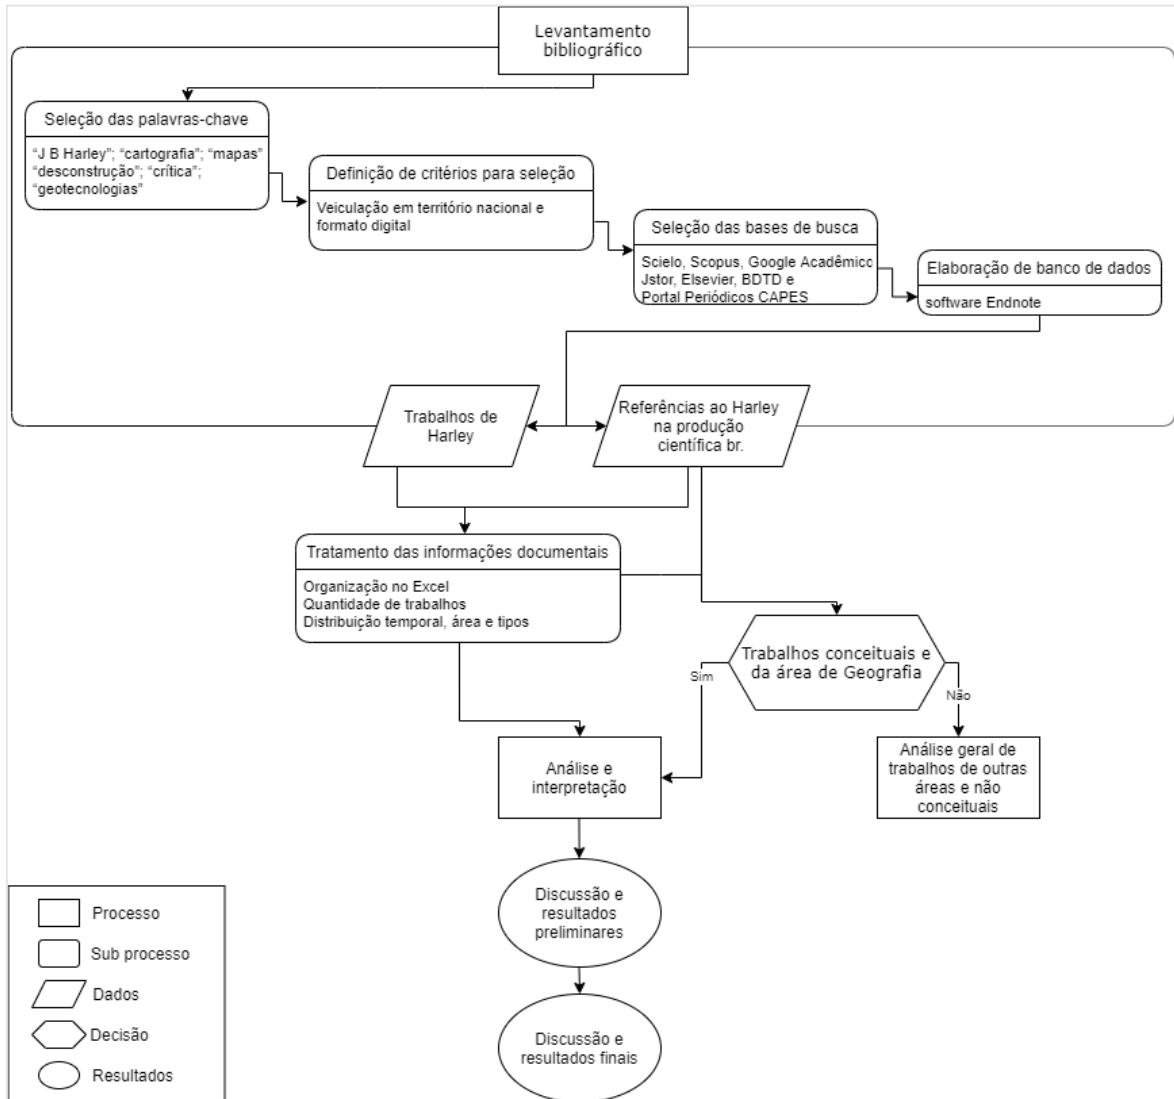 Levantamento
bibliográfico
Seleção das palavras-chave
“J B Harley”; “cartografia”; “mapas”
“desconstrução”; “crítica”;
“geotecnologias”
Definição de critérios para seleção
Veiculação em território nacional e
formato digital
Seleção das bases de busca
Scielo, Scopus, Google Acadêmico
Jstor, Elsevier, BDTD e
Portal Periódicos CAPES
Elaboração de banco de dados
software Endnote
Trabalhos de
Harley
Referências ao Harley
na produção
científica br.
Tratamento das informações documentais
Organização no Excel
Quantidade de trabalhos
Distribuição temporal, área e tipos
Trabalhos conceituais e
da área de Geografia
Sim
Não
Análise e
interpretação
Análise geral de
trabalhos de outras
áreas e não
conceituais
Discussão e
resultados
preliminares
Discussão e
resultados finais
Processo
Sub processo
Dados
Decisão
Resultados